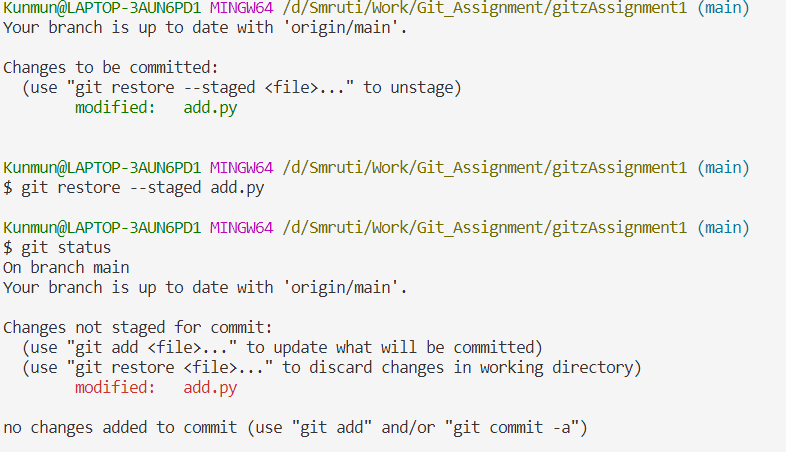 Kunmun@LAPTOP-3AUN6PD1 MINGW64 /d/Smruti/Work/Git_Assignment/gitzAssignment1 (main)
Your branch is up to date with 'origin/main'.
Changes to be committed:
  (use "git restore --staged <file>..." to unstage)
        modified:   add.py
Kunmun@LAPTOP-3AUN6PD1 MINGW64 /d/Smruti/Work/Git_Assignment/gitzAssignment1 (main)
$ git restore --staged add.py
Kunmun@LAPTOP-3AUN6PD1 MINGW64 /d/Smruti/Work/Git_Assignment/gitzAssignment1 (main)
$ git status
On branch main
Your branch is up to date with 'origin/main'.
Changes not staged for commit:
  (use "git add <file>..." to update what will be committed)
  (use "git restore <file>..." to discard changes in working directory)
        modified:   add.py
no changes added to commit (use "git add" and/or "git commit -a")